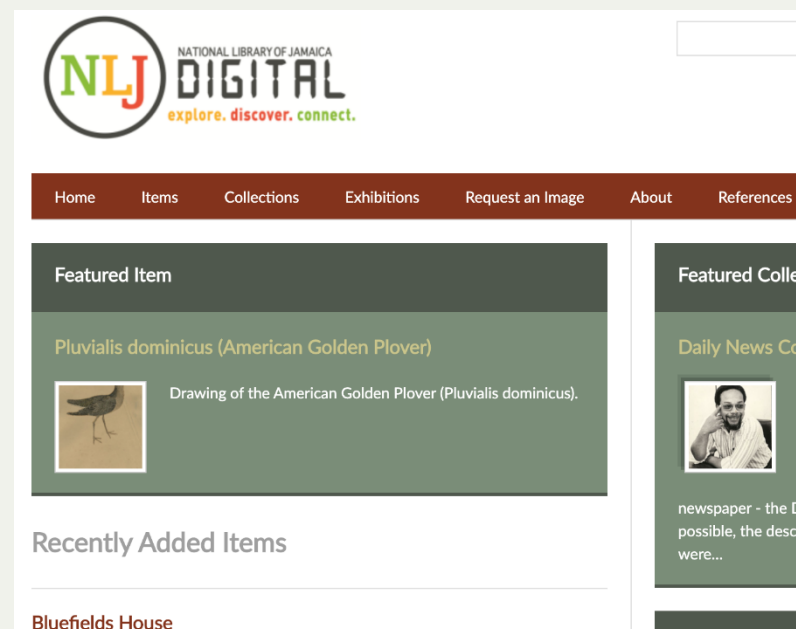 NLJ
NATIONAL LIBRARY OF JAMAICA
DIGITAL
explore. discover. connect.
Home Items Collections Exhibitions Request an Image About References
Featured Item
Pluvialis dominicus (American Golden Plover)
Drawing of the American Golden Plover (Pluvialis dominicus).
Recently Added Items
Bluefields House
Featured Colle
Daily News Co
newspaper - the D
possible, the desc
were...